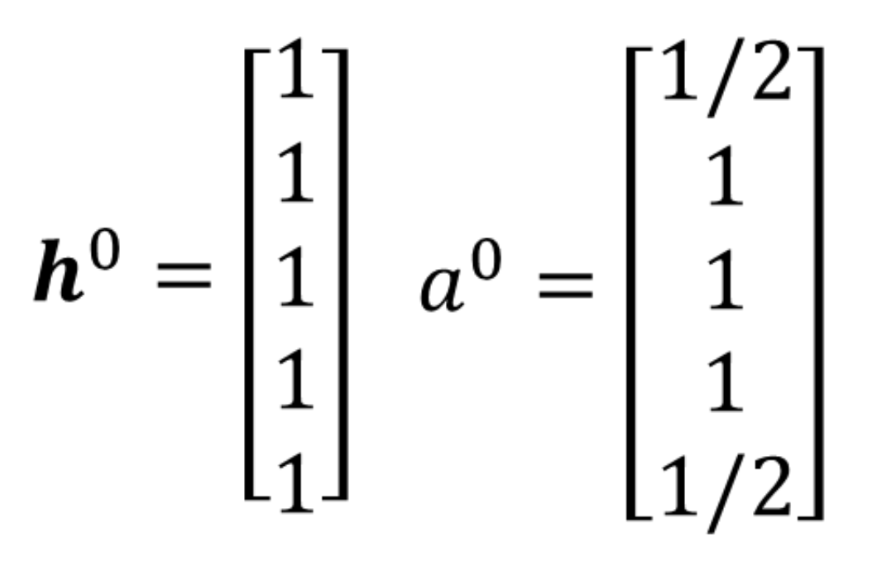 h⁰ = [1 1 1 1 1] a⁰ = [1/2 1 1 1 1/2]